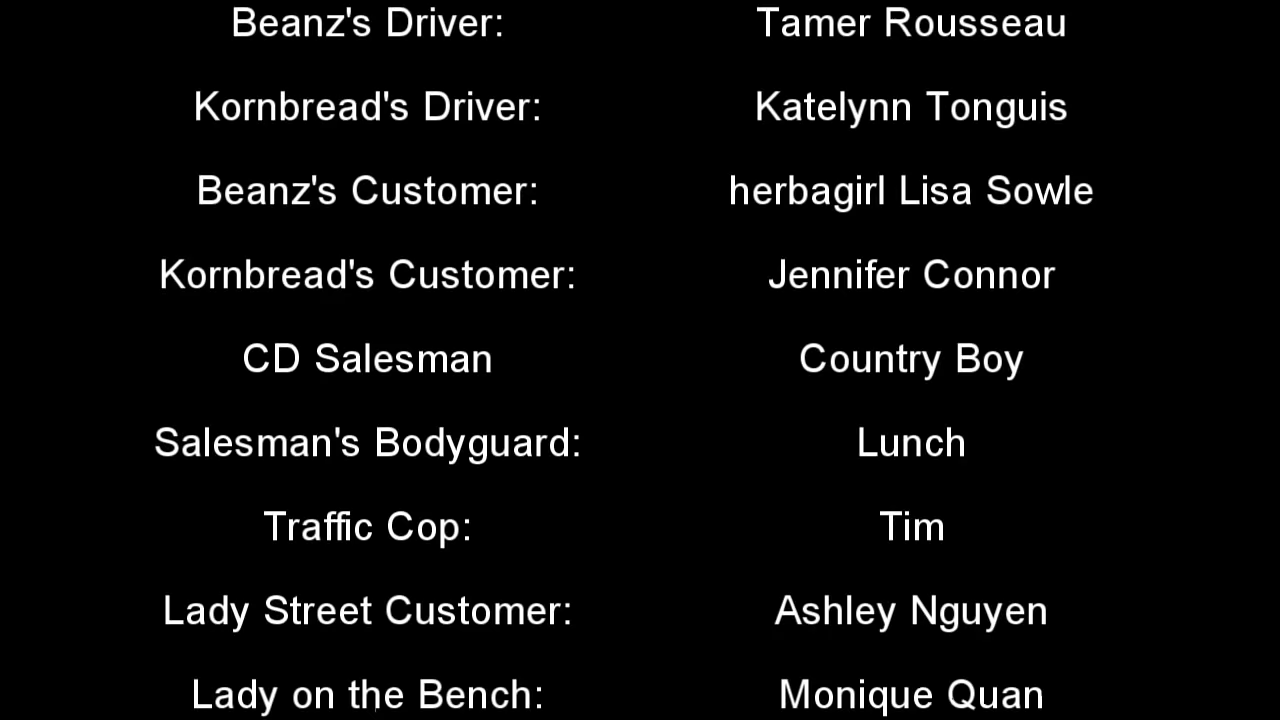 Beanz's Driver: Tamer Rousseau
Kornbread's Driver: Katelynn Tonguis
Beanz's Customer: herbagirl Lisa Sowle
Kornbread's Customer: Jennifer Connor
CD Salesman Country Boy
Salesman's Bodyguard: Lunch
Traffic Cop: Tim
Lady Street Customer: Ashley Nguyen
Lady on the Bench: Monique Quan